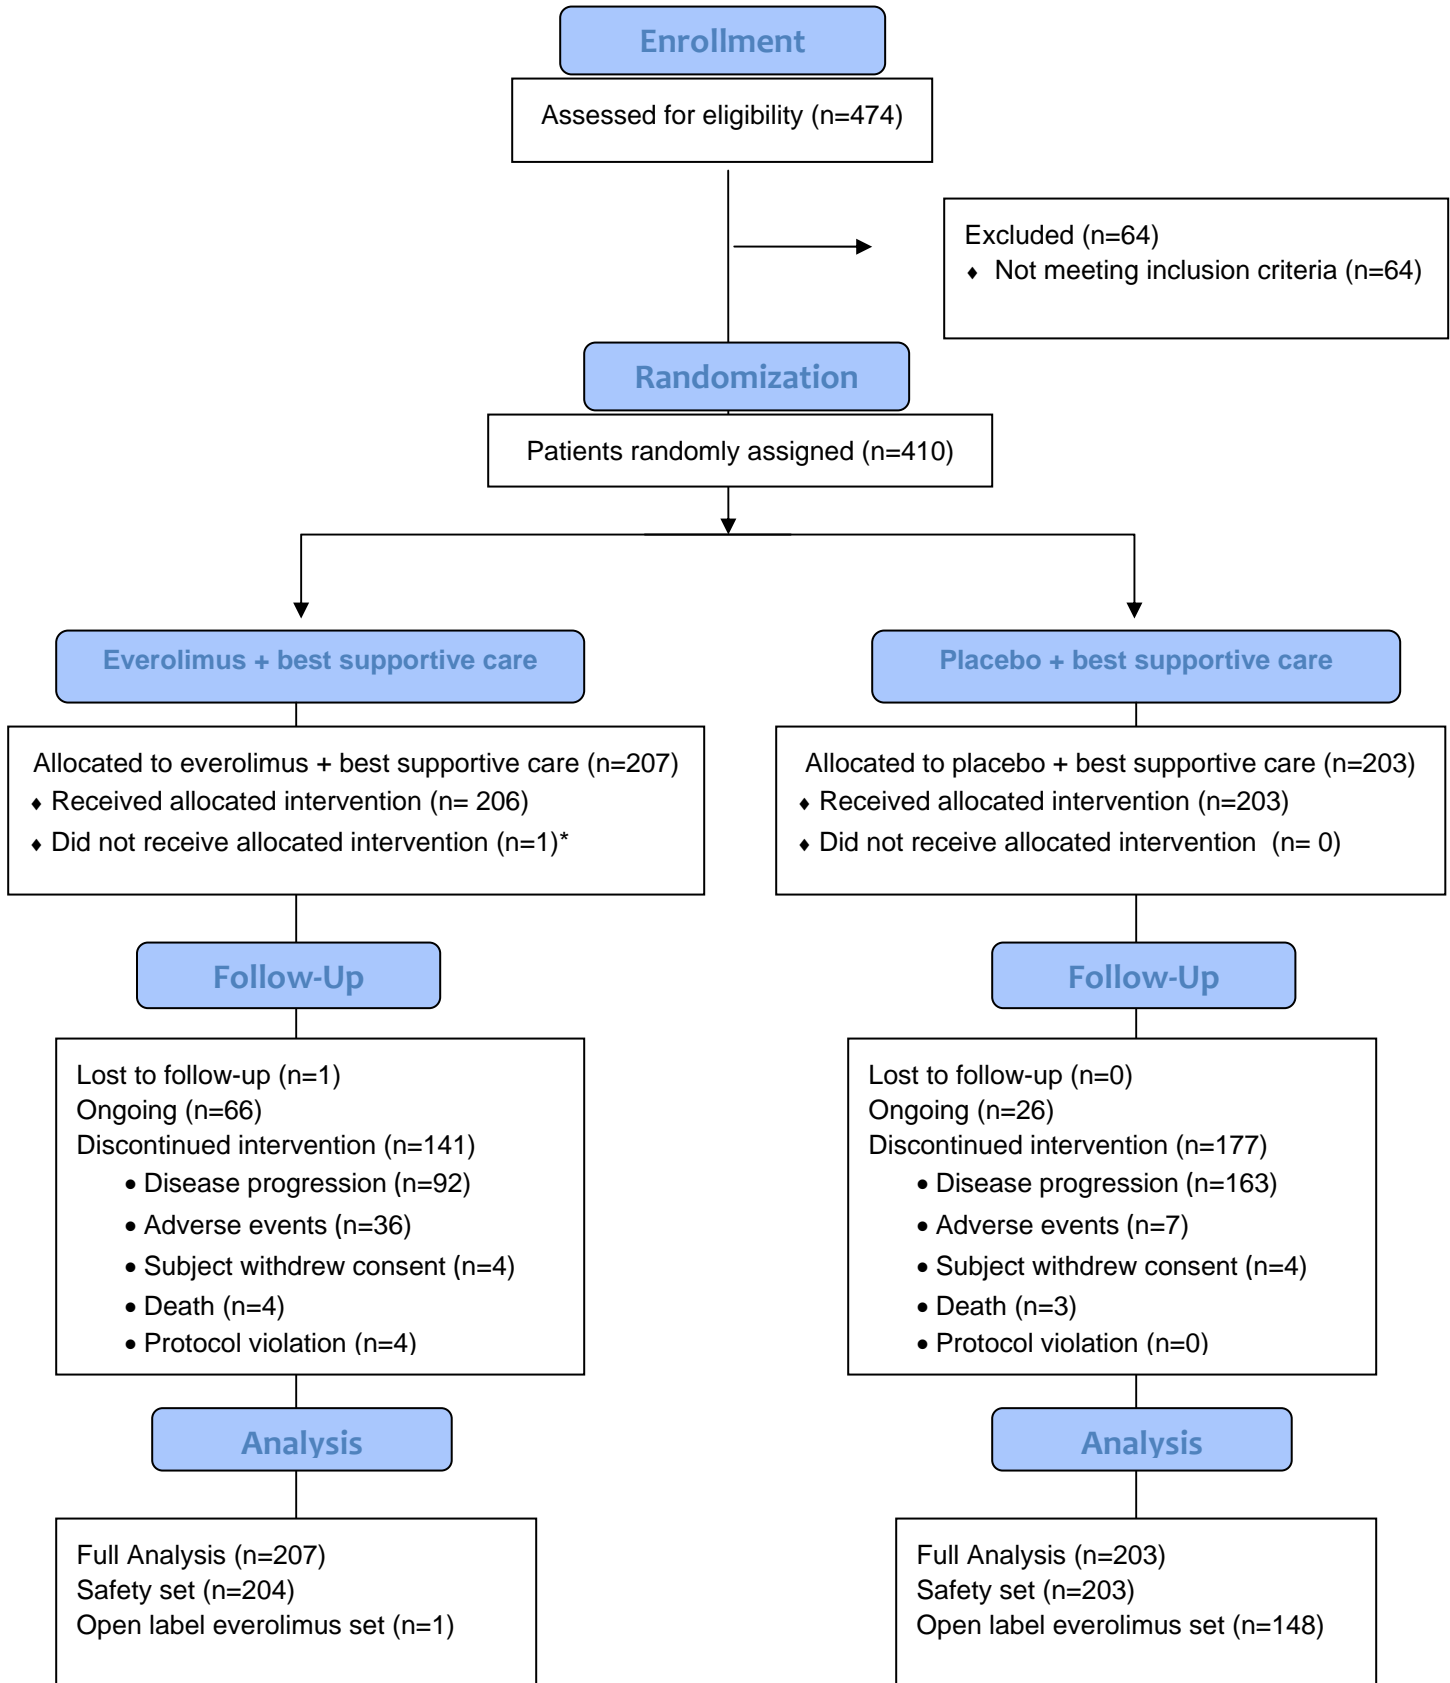 Enrollment
Assessed for eligibility (n=474)
Excluded (n=64)
♦ Not meeting inclusion criteria (n=64)
Randomization
Patients randomly assigned (n=410)
Everolimus + best supportive care
Allocated to everolimus + best supportive care (n=207)
♦ Received allocated intervention (n= 206)
♦ Did not receive allocated intervention (n=1)*
Follow-Up
Lost to follow-up (n=1)
Ongoing (n=66)
Discontinued intervention (n=141)
• Disease progression (n=92)
• Adverse events (n=36)
• Subject withdrew consent (n=4)
• Death (n=4)
• Protocol violation (n=4)
Analysis
Full Analysis (n=207)
Safety set (n=204)
Open label everolimus set (n=1)
Placebo + best supportive care
Allocated to placebo + best supportive care (n=203)
♦ Received allocated intervention (n=203)
♦ Did not receive allocated intervention  (n= 0)
Follow-Up
Lost to follow-up (n=0)
Ongoing (n=26)
Discontinued intervention (n=177)
• Disease progression (n=163)
• Adverse events (n=7)
• Subject withdrew consent (n=4)
• Death (n=3)
• Protocol violation (n=0)
Analysis
Full Analysis (n=203)
Safety set (n=203)
Open label everolimus set (n=148)